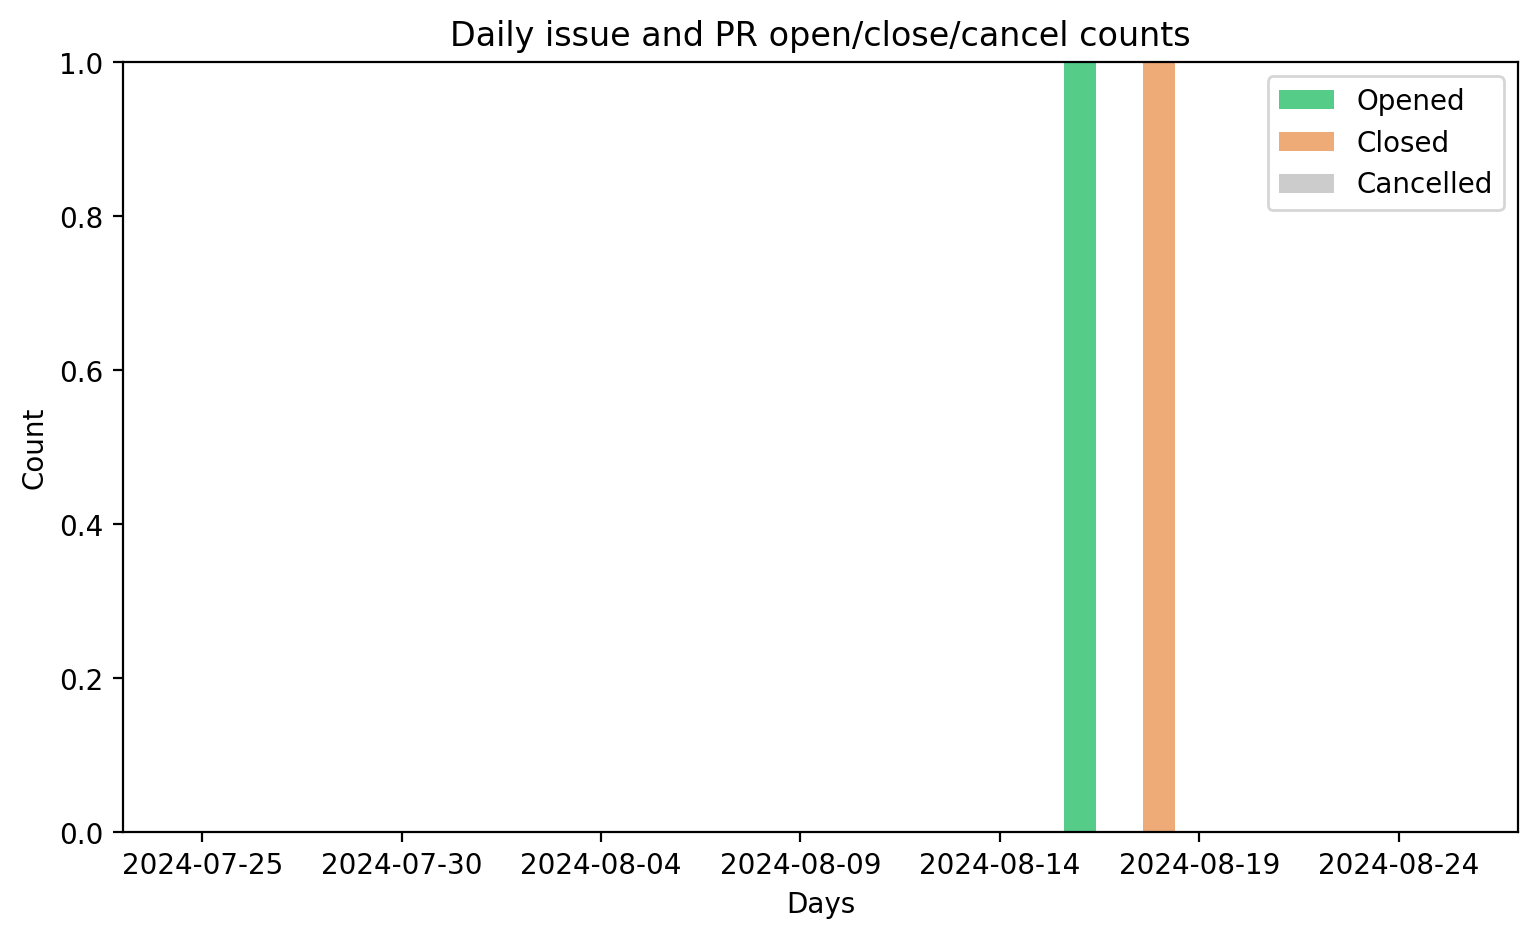 Daily issue and PR open/close/cancel counts
1.0
0.8
0.6
0.4
0.2
0.0
Count
Opened
Closed
Cancelled
2024-07-25 2024-07-30 2024-08-04 2024-08-09 2024-08-14 2024-08-19 2024-08-24
Days